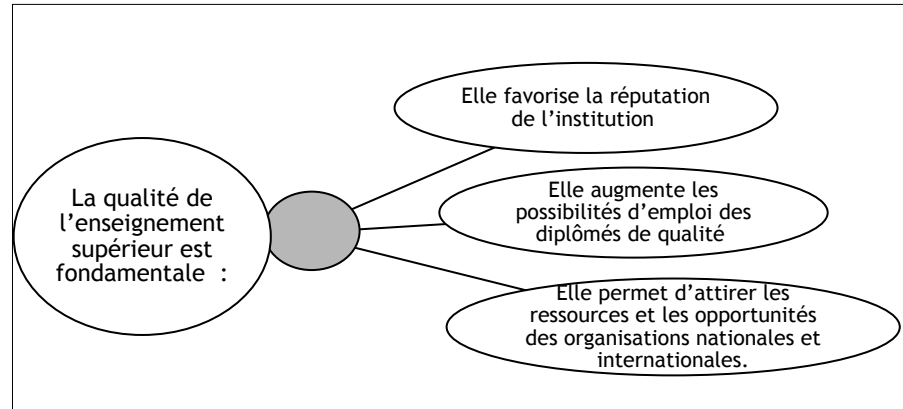 La qualité de
l’enseignement
supérieur est
fondamentale  :
Elle favorise la réputation
de l’institution
Elle augmente les
possibilités d’emploi des
diplômés de qualité
Elle permet d’attirer les
ressources et les opportunités
des organisations nationales et
internationales.